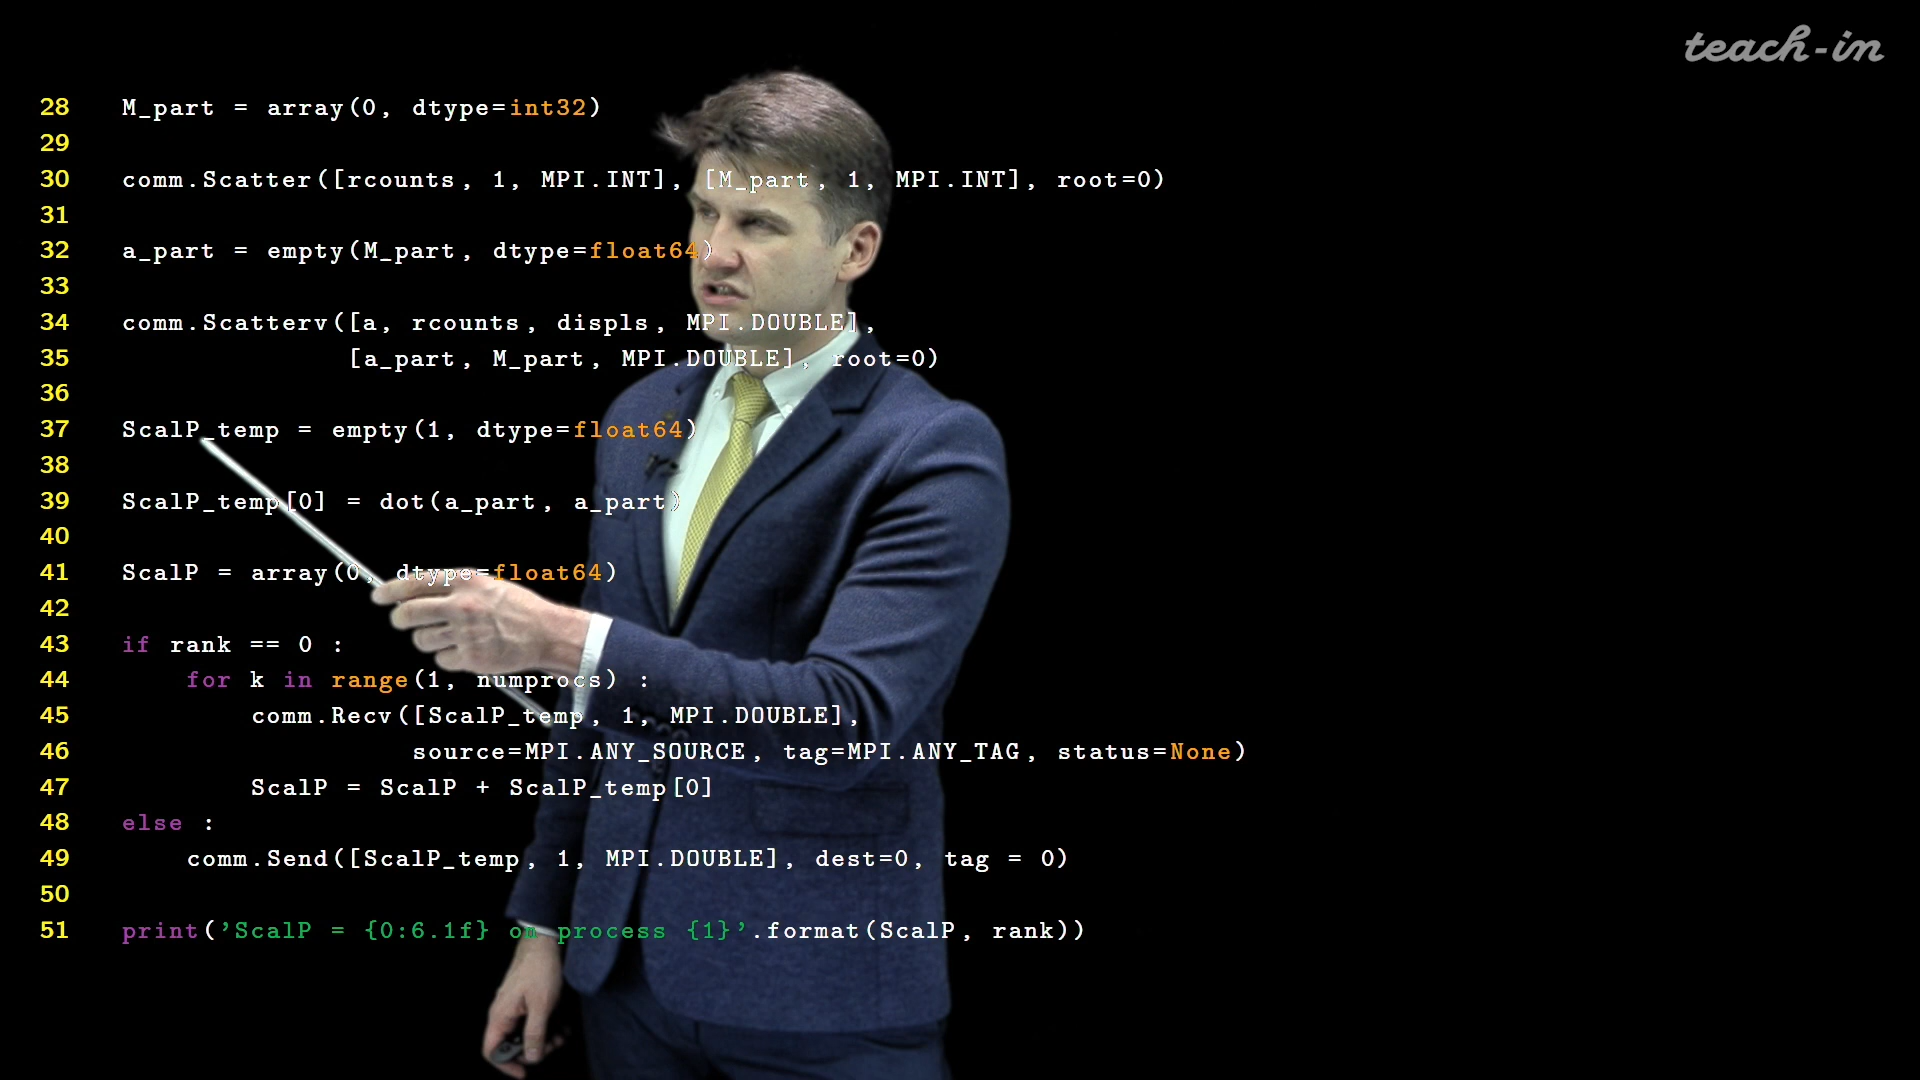 teach-in
28 M_part = array(0, dtype=int32)
29
30 comm.Scatter([rcounts, 1, MPI.INT], [M_part, 1, MPI.INT], root=0)
31
32 a_part = empty(M_part, dtype=float64)
33
34 comm.Scatterv([a, rcounts, displs, MPI.DOUBLE],
35 [a_part, M_part, MPI.DOUBLE], root=0)
36
37 ScalP_temp = empty(1, dtype=float64)
38
39 ScalP_temp[0] = dot(a_part, a_part)
40
41 ScalP = array(0, dtype=float64)
42
43 if rank == 0 :
44 for k in range(1, numprocs) :
45 comm.Recv([ScalP_temp, 1, MPI.DOUBLE],
46 source=MPI.ANY_SOURCE, tag=MPI.ANY_TAG, status=None)
47 ScalP = ScalP + ScalP_temp[0]
48 else :
49 comm.Send([ScalP_temp, 1, MPI.DOUBLE], dest=0, tag = 0)
50
51 print('ScalP = {0:6.1f} on process {1}'.format(ScalP, rank))